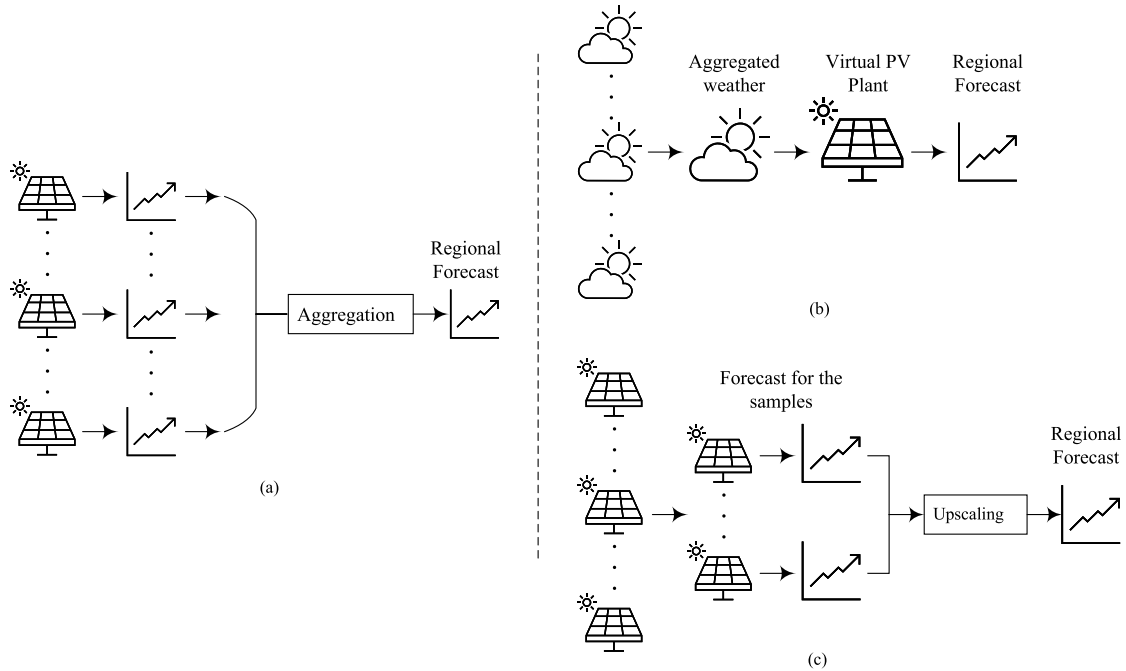 Regional
Forecast
Aggregation
(a)
Aggregated
weather
Virtual PV
Plant
Regional
Forecast
(b)
Forecast for the
samples
Regional
Forecast
Upscaling
(c)